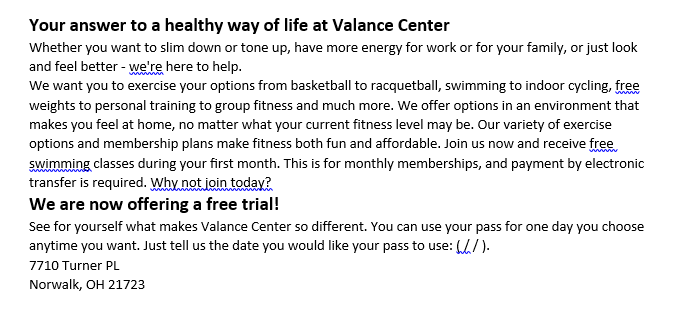 Your answer to a healthy way of life at Valance Center
Whether you want to slim down or tone up, have more energy for work or for your family, or just look
and feel better - we're here to help.
We want you to exercise your options from basketball to racquetball, swimming to indoor cycling, free
weights to personal training to group fitness and much more. We offer options in an environment that
makes you feel at home, no matter what your current fitness level may be. Our variety of exercise
options and membership plans make fitness both fun and affordable. Join us now and receive free
swimming classes during your first month. This is for monthly memberships, and payment by electronic
transfer is required. Why not join today?
We are now offering a free trial!
See for yourself what makes Valance Center so different. You can use your pass for one day you choose
anytime you want. Just tell us the date you would like your pass to use: ( / / ).
7710 Turner PL
Norwalk, OH 21723